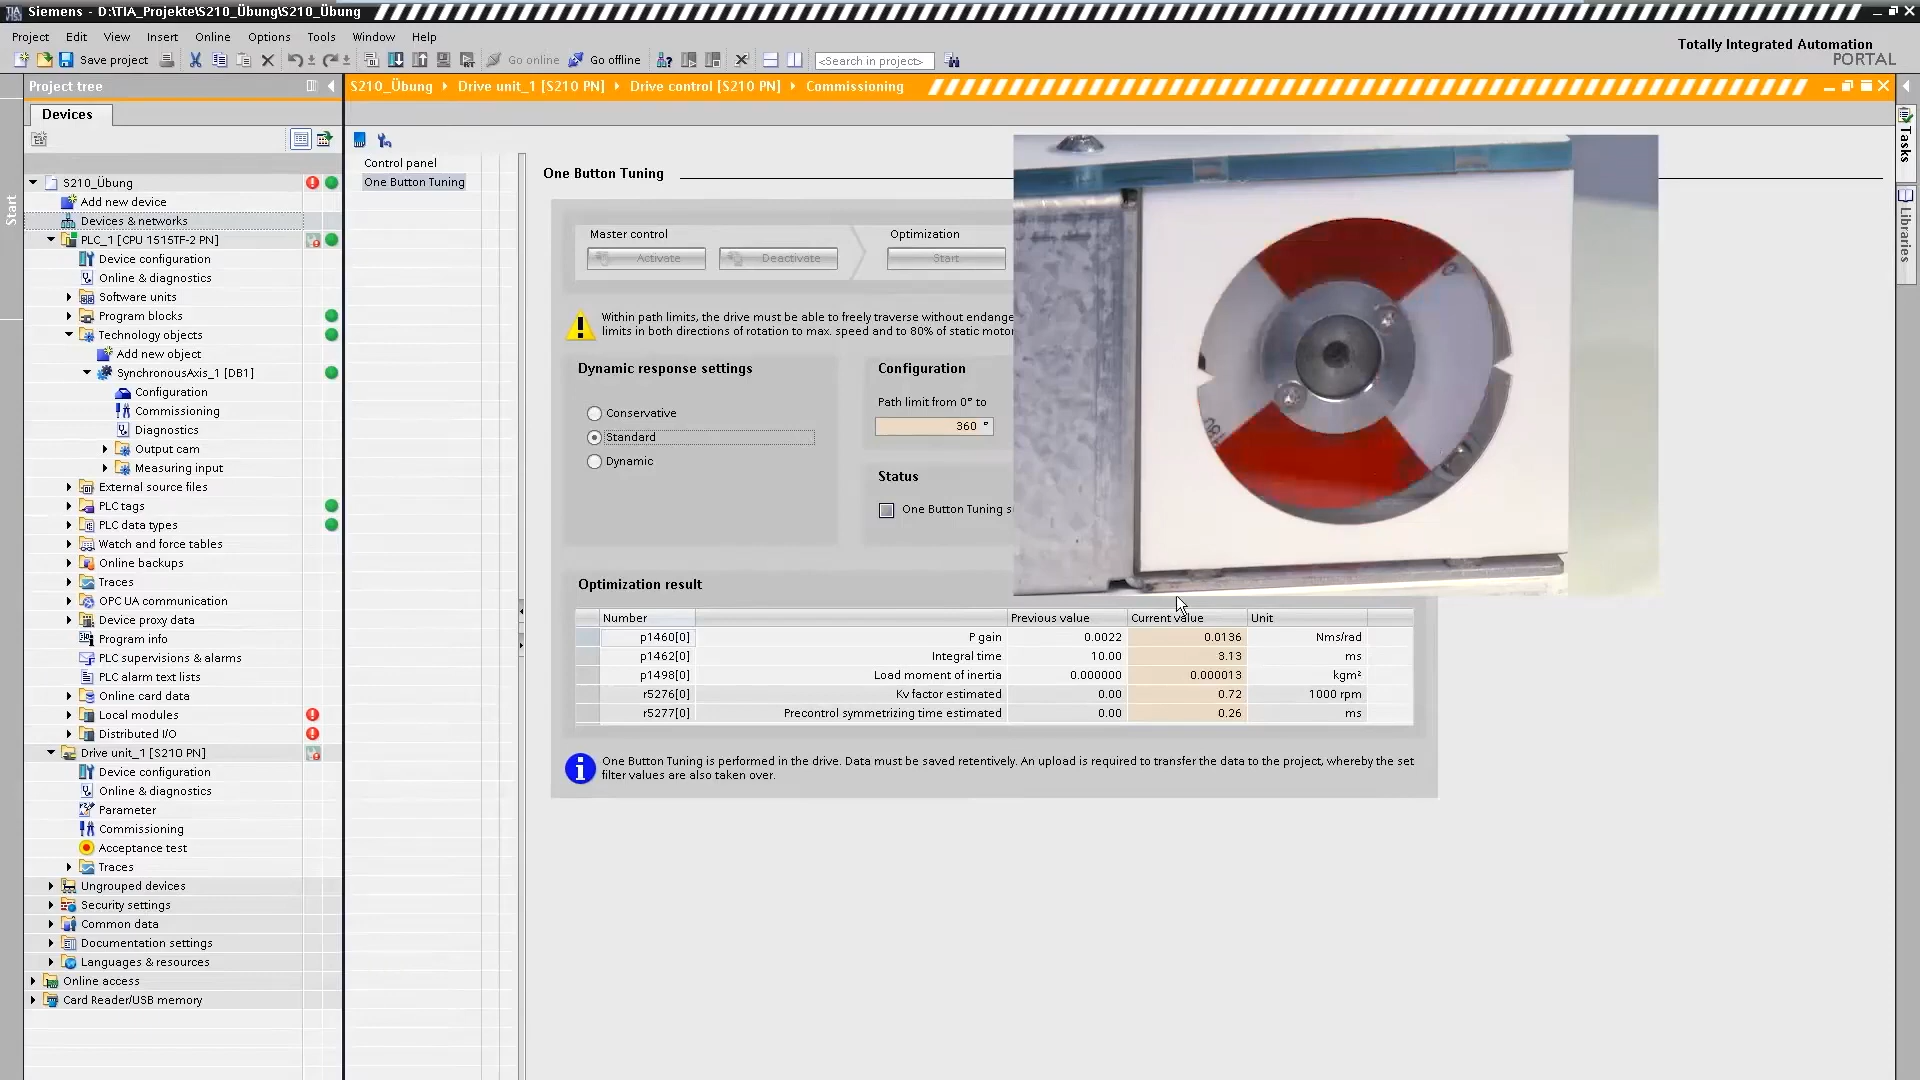 Siemens - D:\TIA_Projekte\S210_Übung\S210_Übung
Project Edit View Insert Online Options Tools Window Help
Totally Integrated Automation
PORTAL
Save project
Go online
Go offline
<Search in project>
Project tree
S210_Übung
Drive unit_1 [S210 PN]
Drive control [S210 PN]
Commissioning
Devices
Start
Tasks
Libraries
S210_Übung
Add new device
Devices & networks
PLC_1 [CPU 1515TF-2 PN]
Device configuration
Online & diagnostics
Software units
Program blocks
Technology objects
Add new object
SynchronousAxis_1 [DB1]
Configuration
Commissioning
Diagnostics
Output cam
Measuring input
External source files
PLC tags
PLC data types
Watch and force tables
Online backups
Traces
OPC UA communication
Device proxy data
Program info
PLC supervisions & alarms
PLC alarm text lists
Online card data
Local modules
Distributed I/O
Drive unit_1 [S210 PN]
Device configuration
Online & diagnostics
Parameter
Commissioning
Acceptance test
Traces
Ungrouped devices
Security settings
Common data
Documentation settings
Languages & resources
Online access
Card Reader/USB memory
Control panel
One Button Tuning
One Button Tuning
Master control
Activate
Deactivate
Optimization
Start
Within path limits, the drive must be able to freely traverse without endange
limits in both directions of rotation to max. speed and to 80% of static moto
Dynamic response settings
Conservative
Standard
Dynamic
Configuration
Path limit from 0° to
360 °
Status
One Button Tuning s
Optimization result
Number Previous value Current value Unit
p1460[0] P gain 0.0022 0.0136 Nms/rad
p1462[0] Integral time 10.00 3.13 ms
p1498[0] Load moment of inertia 0.000000 0.000013 kgm²
r5276[0] Kv factor estimated 0.00 0.72 1000 rpm
r5277[0] Precontrol symmetrizing time estimated 0.00 0.26 ms
One Button Tuning is performed in the drive. Data must be saved retentively. An upload is required to transfer the data to the project, whereby the set
filter values are also taken over.